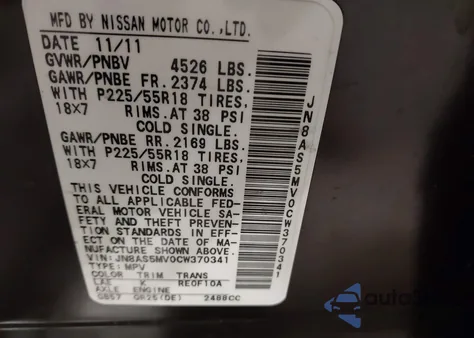 MFD BY NISSAN MOTOR CO.,LTD.
DATE 11/11
GVWR/PNBV 4526 LBS.
GAWR/PNBE FR. 2374 LBS.
WITH P225/55R18 TIRES,
18X7 RIMS.AT 38 PSI
COLD SINGLE.
GAWR/PNBE RR. 2169 LBS.
WITH P225/55R18 TIRES,
18X7 RIMS.AT 38 PSI
COLD SINGLE.
THIS VEHICLE CONFORMS
TO ALL APPLICABLE FED-
ERAL MOTOR VEHICLE SA-
FETY AND THEFT PREVEN-
TION STANDARDS IN EFF-
ECT ON THE DATE OF MA-
NUFACTURE SHOWN ABOVE.
VIN: JN8AS5MV0CW370341
TYPE: MPV
COLOR TRIM TRANS
K RE0F10A
AXLE ENGINE
GB57 QR25(DE) 2488CC
JN8AS5MV0CW370341